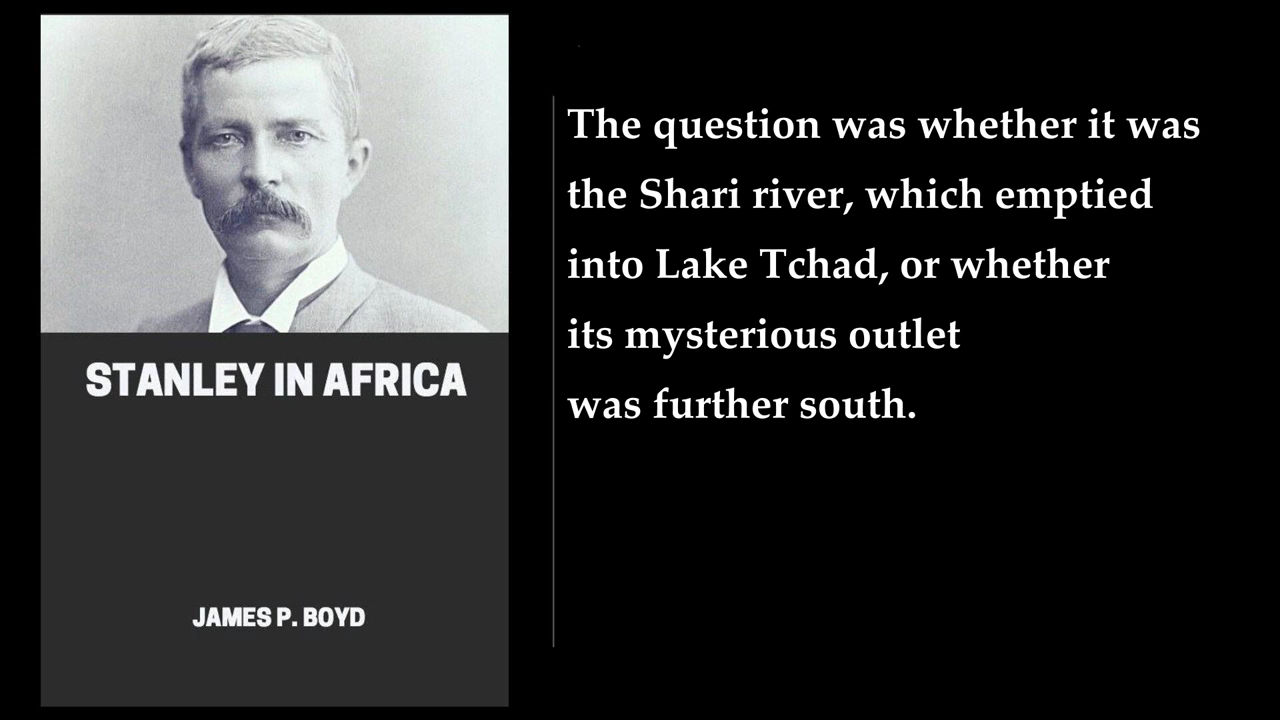 STANLEY IN AFRICA
JAMES P. BOYD
The question was whether it was
the Shari river, which emptied
into Lake Tchad, or whether
its mysterious outlet
was further south.